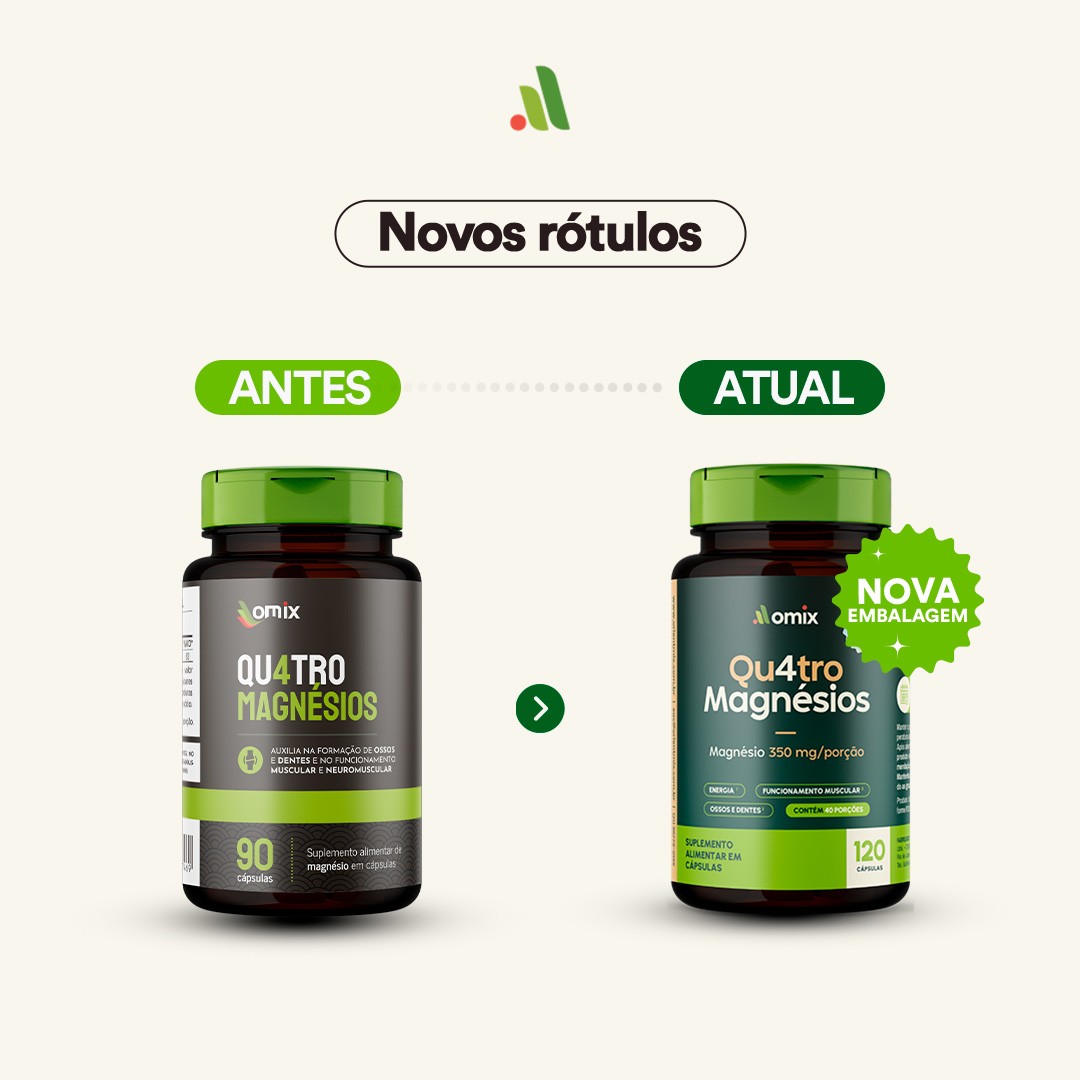 Novos rótulos
ANTES
ATUAL
omix
QU4TRO
MAGNÉSIOS
AUXILIA NA FORMAÇÃO DE OSSOS
E DENTES E NO FUNCIONAMENTO
MUSCULAR E NEUROMUSCULAR
90
cápsulas
Suplemento alimentar de
magnésio em cápsulas
NOVA
EMBALAGEM
omix
Qu4tro
Magnésios
Magnésio 350 mg/porção
ENERGIA
FUNCIONAMENTO MUSCULAR
OSSOS E DENTES
CONTÉM 40 PORÇÕES
SUPLEMENTO
ALIMENTAR EM
CÁPSULAS
120
CÁPSULAS